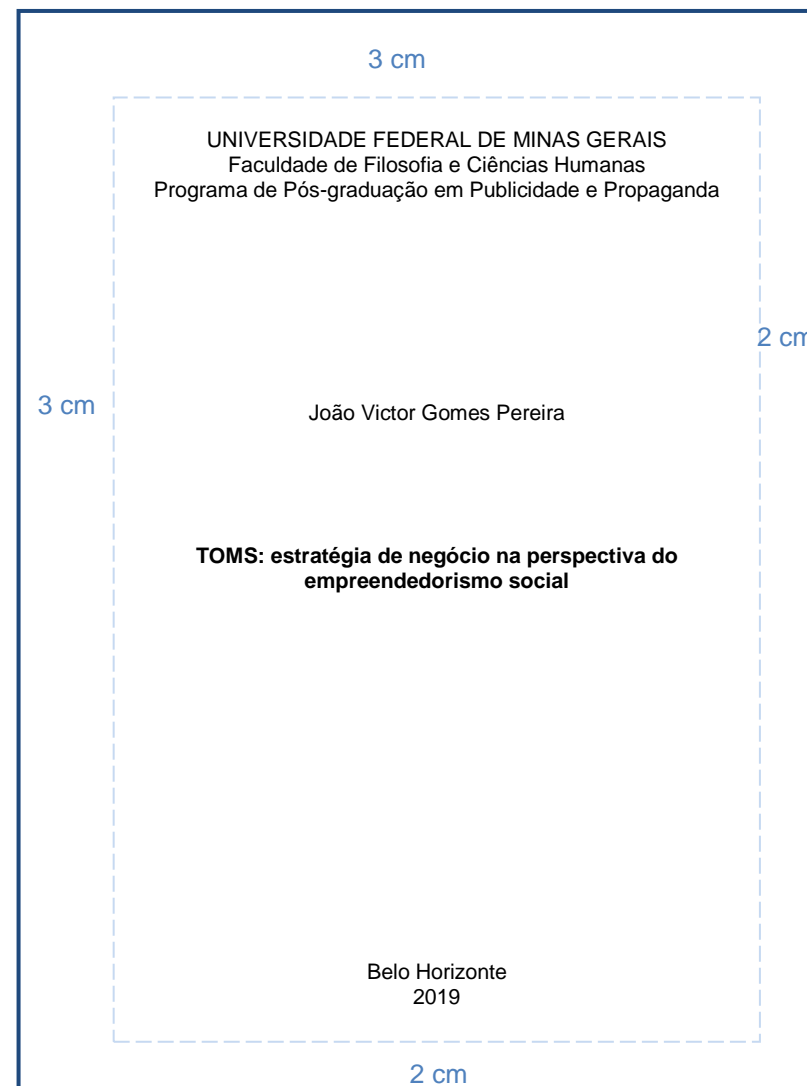 3 cm
UNIVERSIDADE FEDERAL DE MINAS GERAIS
Faculdade de Filosofia e Ciências Humanas
Programa de Pós-graduação em Publicidade e Propaganda
2 cm
3 cm
João Victor Gomes Pereira
TOMS: estratégia de negócio na perspectiva do
empreendedorismo social
Belo Horizonte
2019
2 cm